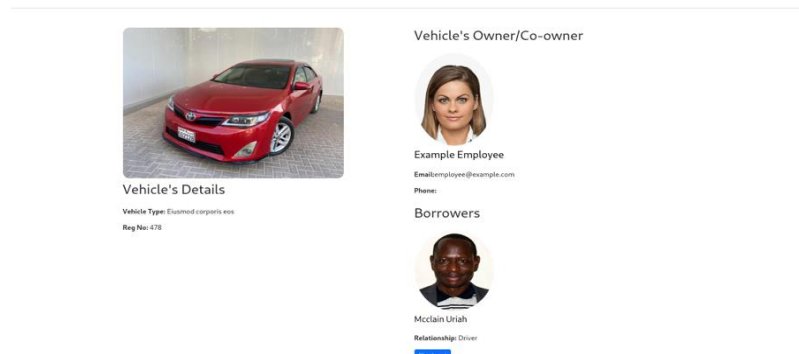 Vehicle's Owner/Co-owner
Example Employee
Email:employee@example.com
Phone:
Vehicle's Details
Vehicle Type: Eiusmod corporis eos
Reg No: 478
Borrowers
Mcclain Uriah
Relationship: Driver